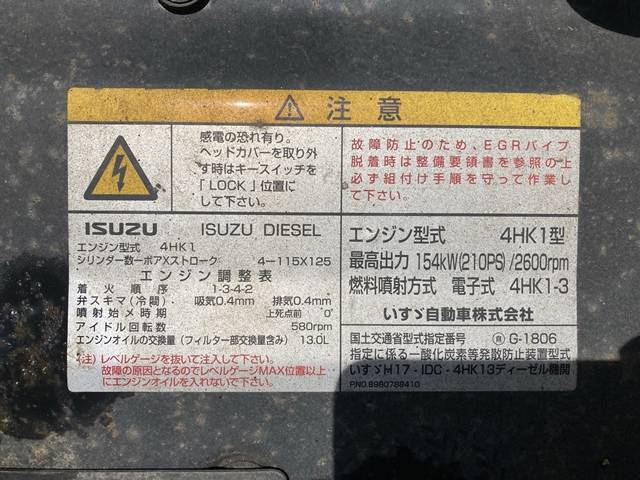 注意
感電の恐れ有り。
ヘッドカバーを取り外
す時はキースイッチを
「LOCK」位置に
して下さい。
故障防止のため、EGRパイプ
脱着時は整備要領書を参照の上
必ず組付け手順を守って作業し
て下さい。
ISUZU ISUZU DIESEL
エンジン型式 4HK1
シリンダ数ーボアXストローク 4ー115X125
エンジン調整表
着火順序 1-3-4-2
弁スキマ(冷間) 吸気0.4mm 排気0.4mm
噴射始メ時期 上死点前 °0°
アイドル回転数 580rpm
エンジンオイルの交換量(フィルター部交換量含み) 13.0L
(注)レベルゲージを抜いて注入して下さい。
故障の原因となるのでレベルゲージMAX位置以上
にエンジンオイルを入れないで下さい。
エンジン型式 4HK1型
最高出力 154kW(210PS)/2600rpm
燃料噴射方式 電子式 4HK1-3
いすゞ自動車株式会社
国土交通省型式指定番号 G-1806
指定に係る一酸化炭素等発散防止装置型式
いすゞM17-IDC-4HK13ディーゼル機関
PNO.8980788410